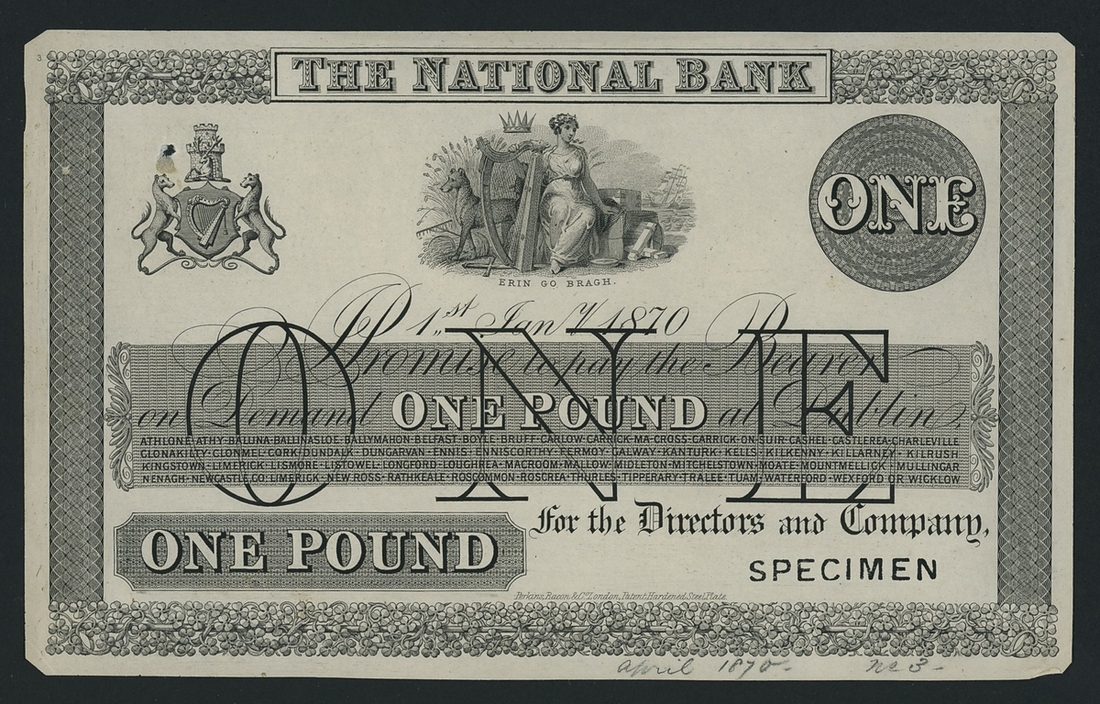 3
THE NATIONAL BANK
ONE
ERIN GO BRAGH.
1st Jany 1870
I Promise to pay the Bearer
on Demand ONE POUND at Dublin
ONE
ATHLONE·ATHY·BALLINA·BALLINASLOE·BALLYMAHON·BELFAST·BOYLE·BRUFF·CARLOW·CARRICK MA CROSS·CARRICK ON SUIR·CASHEL·CASTLEREA·CHARLEVILLE
CLONAKILTY·CLONMEL·CORK·DUNDALK·DUNGARVAN·ENNIS·ENNISCORTHY·FERMOY·GALWAY·KANTURK·KELLS·KILKENNY·KILLARNEY·KILRUSH
KINGSTOWN·LIMERICK·LISMORE·LISTOWEL·LONGFORD·LOUGHREA·MACROOM·MALLOW·MIDLETON·MITCHELSTOWN·MOATE·MOUNTMELLICK·MULLINGAR
NENAGH·NEWCASTLE CO. LIMERICK·NEW ROSS·RATHKEALE·ROSCOMMON·ROSCREA·THURLES·TIPPERARY·TRALEE·TUAM·WATERFORD·WEXFORD OR WICKLOW
For the Directors and Company,
ONE POUND
SPECIMEN
Perkins, Bacon & Co. London, Patent Hardened Steel Plate.
April 1870- No 3-